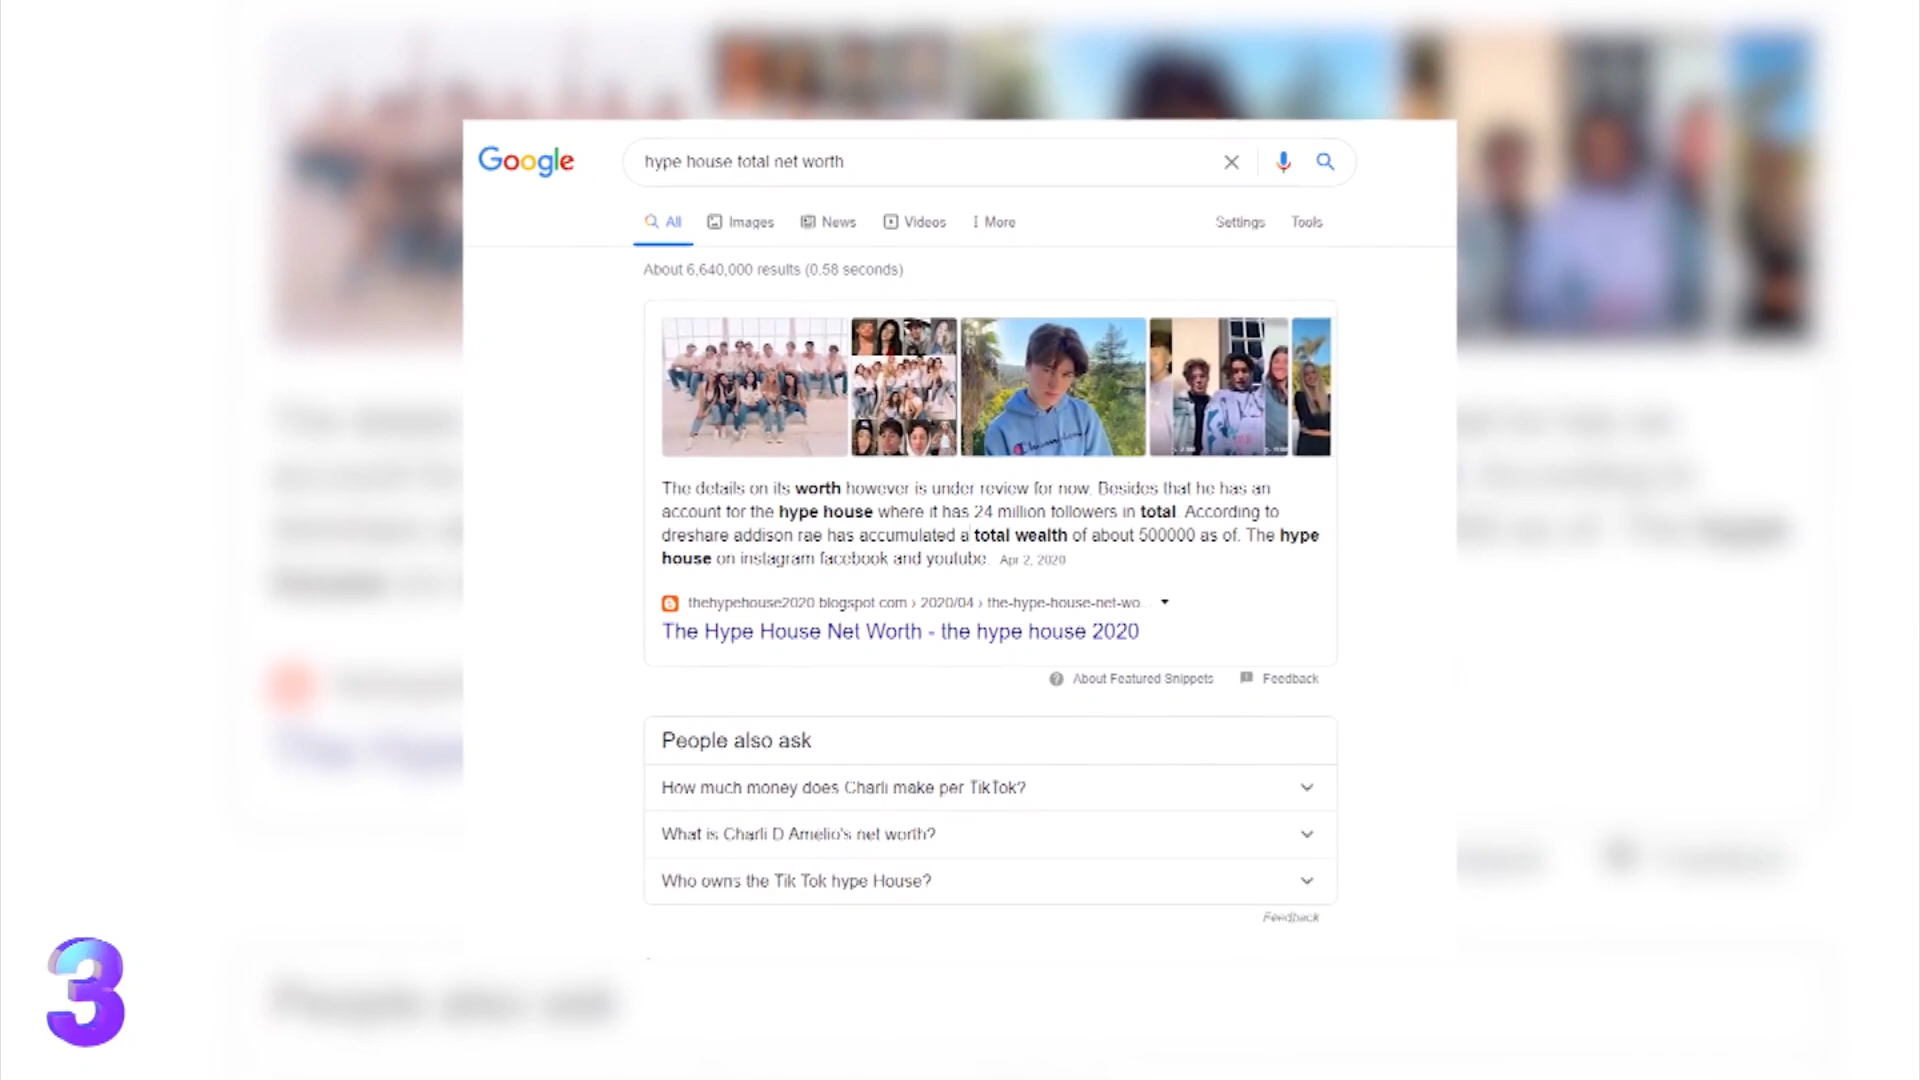 Google
hype house total net worth
All Images News Videos More Settings Tools
About 6,640,000 results (0.58 seconds)
Champion
The details on its worth however is under review for now. Besides that he has an
account for the hype house where it has 24 million followers in total. According to
dreshare addison rae has accumulated a total wealth of about 500000 as of. The hype
house on instagram facebook and youtube. Apr 2, 2020
thehypehouse2020.blogspot.com › 2020/04 › the-hype-house-net-wo...
The Hype House Net Worth - the hype house 2020
About Featured Snippets Feedback
People also ask
How much money does Charli make per TikTok?
What is Charli D Amelio's net worth?
Who owns the Tik Tok hype House?
Feedback
3
People also ask